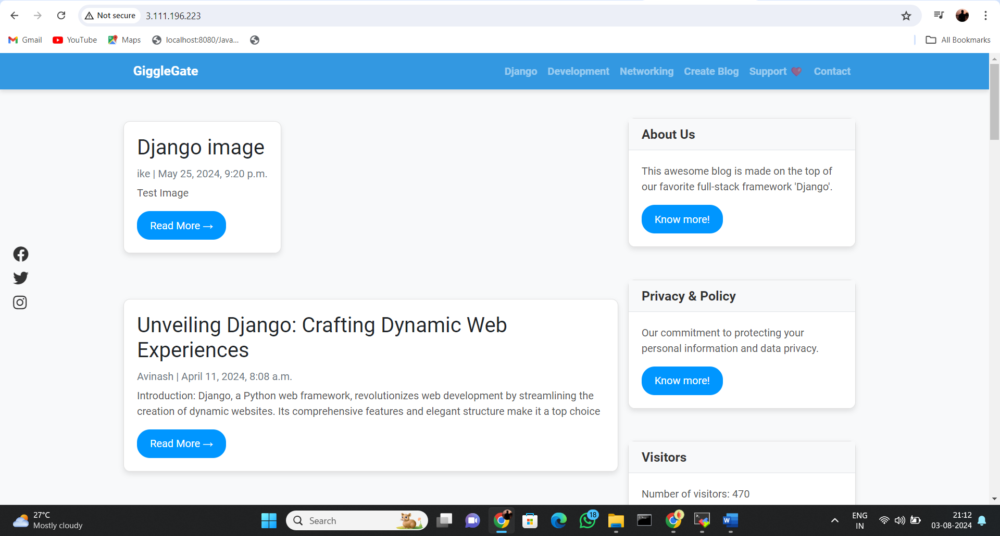 Not secure 3.111.196.223
Gmail YouTube Maps localhost:8080/Java... All Bookmarks
GiggleGate Django Development Networking Create Blog Support ❤ Contact
Django image
ike | May 25, 2024, 9:20 p.m.
Test Image
Read More →
Unveiling Django: Crafting Dynamic Web
Experiences
Avinash | April 11, 2024, 8:08 a.m.
Introduction: Django, a Python web framework, revolutionizes web development by streamlining the
creation of dynamic websites. Its comprehensive features and elegant structure make it a top choice
Read More →
About Us
This awesome blog is made on the top of
our favorite full-stack framework 'Django'.
Know more!
Privacy & Policy
Our commitment to protecting your
personal information and data privacy.
Know more!
Visitors
Number of visitors: 470
27°C
Mostly cloudy
Search
18
W
ENG
IN
21:12
03-08-2024